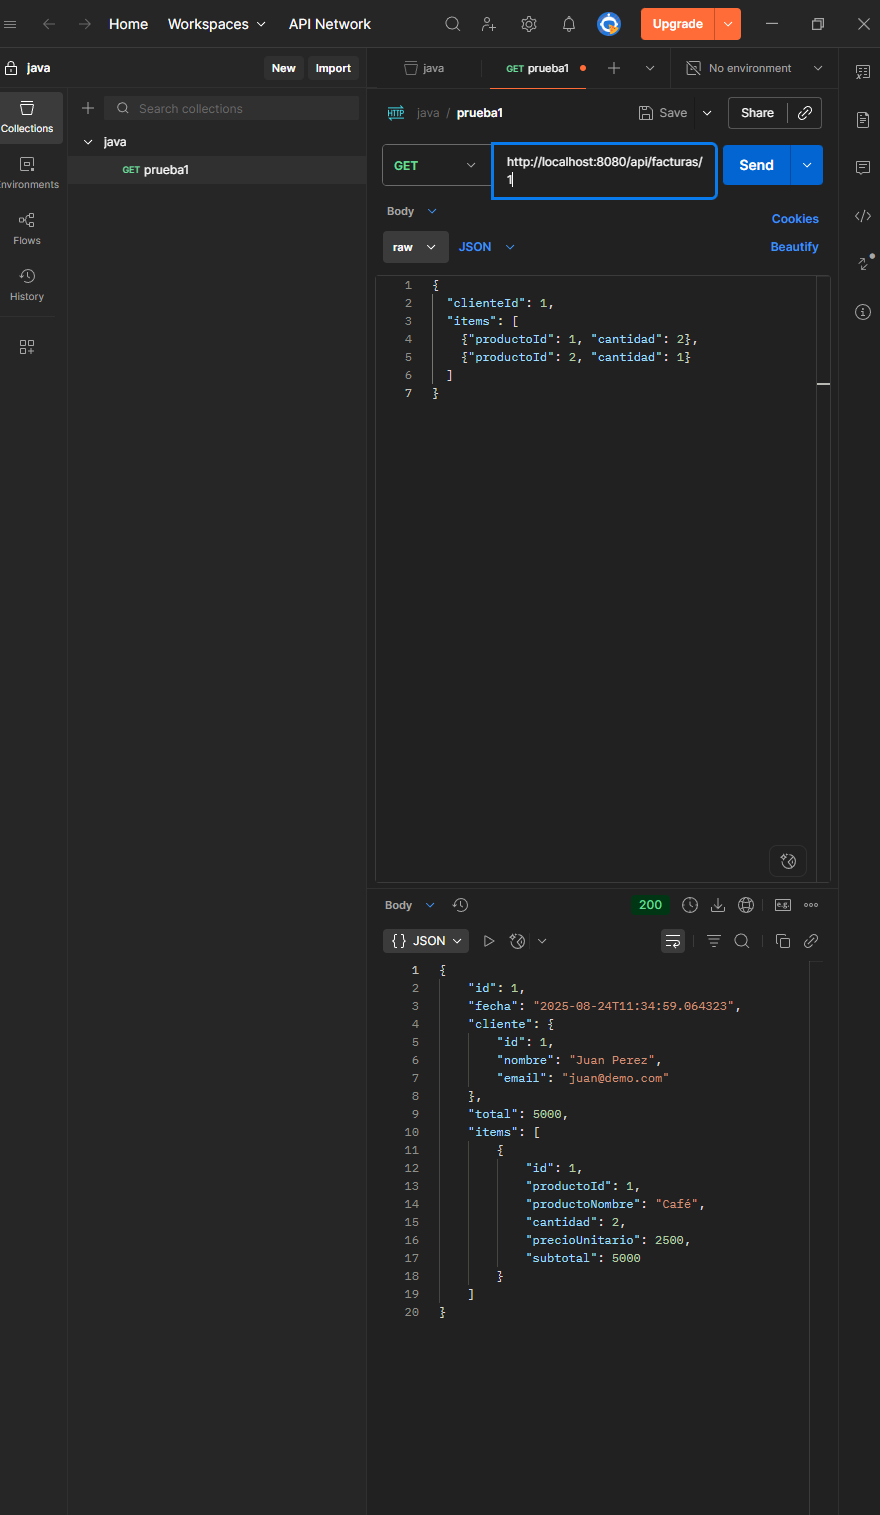 Home Workspaces API Network Upgrade
java New Import
java GET prueba1 No environment
Collections
Search collections
java / prueba1 Save Share
java
GET prueba1
GET http://localhost:8080/api/facturas/
1
Send
nvironments
Flows
History
Body Cookies
raw JSON Beautify
1 {
2 "clienteId": 1,
3 "items": [
4 {"productoId": 1, "cantidad": 2},
5 {"productoId": 2, "cantidad": 1}
6 ]
7 }
Body 200 e.g.
{} JSON
1 {
2 "id": 1,
3 "fecha": "2025-08-24T11:34:59.064323",
4 "cliente": {
5 "id": 1,
6 "nombre": "Juan Perez",
7 "email": "juan@demo.com"
8 },
9 "total": 5000,
10 "items": [
11 {
12 "id": 1,
13 "productoId": 1,
14 "productoNombre": "Café",
15 "cantidad": 2,
16 "precioUnitario": 2500,
17 "subtotal": 5000
18 }
19 ]
20 }